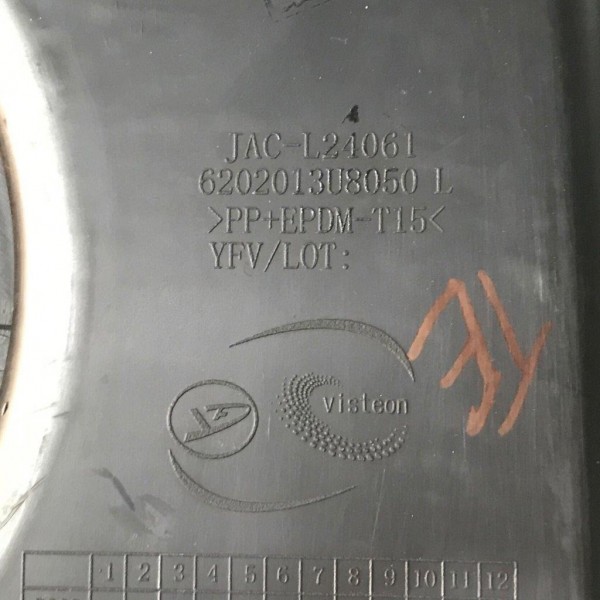 JAC-L24061
6202013U8050 L
>PP+EPDM-T15<
YFV/LOT:
visteon
1 2 3 4 5 6 7 8 9 10 11 12